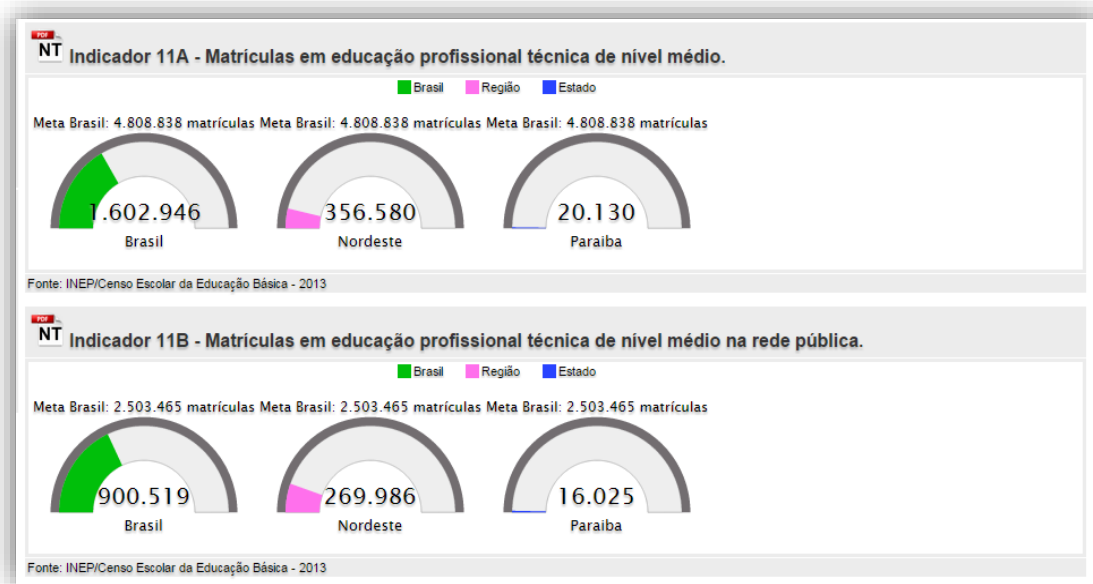 PDF
NT Indicador 11A - Matrículas em educação profissional técnica de nível médio.
Brasil Região Estado
Meta Brasil: 4.808.838 matrículas Meta Brasil: 4.808.838 matrículas Meta Brasil: 4.808.838 matrículas
1.602.946 356.580 20.130
Brasil Nordeste Paraiba
Fonte: INEP/Censo Escolar da Educação Básica - 2013
PDF
NT Indicador 11B - Matrículas em educação profissional técnica de nível médio na rede pública.
Brasil Região Estado
Meta Brasil: 2.503.465 matrículas Meta Brasil: 2.503.465 matrículas Meta Brasil: 2.503.465 matrículas
900.519 269.986 16.025
Brasil Nordeste Paraiba
Fonte: INEP/Censo Escolar da Educação Básica - 2013